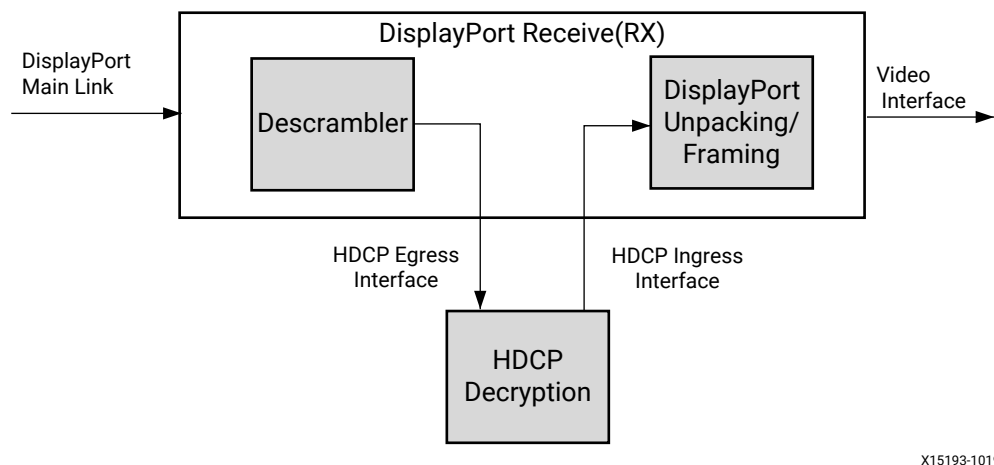 DisplayPort Receive(RX)
DisplayPort
Main Link
Descrambler
DisplayPort
Unpacking/
Framing
Video
Interface
HDCP Egress
Interface
HDCP Ingress
Interface
HDCP
Decryption